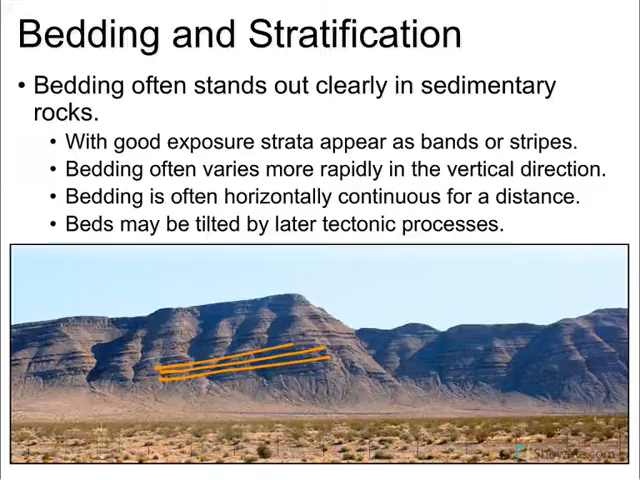 Bedding and Stratification
• Bedding often stands out clearly in sedimentary
rocks.
• With good exposure strata appear as bands or stripes.
• Bedding often varies more rapidly in the vertical direction.
• Bedding is often horizontally continuous for a distance.
• Beds may be tilted by later tectonic processes.
ShowMe.com